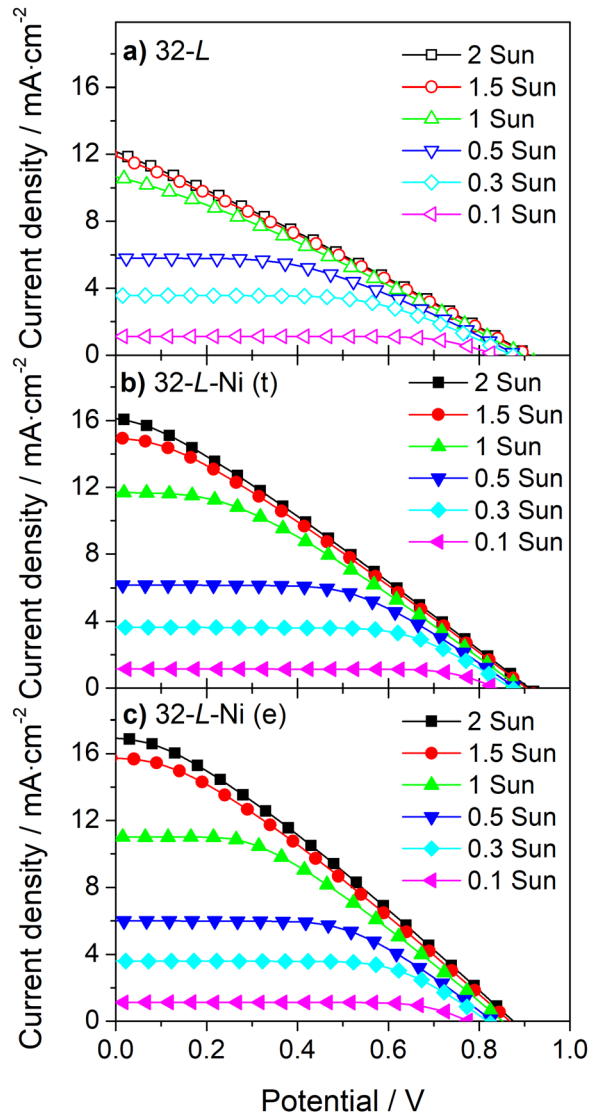 a) 32-L
2 Sun
1.5 Sun
1 Sun
0.5 Sun
0.3 Sun
0.1 Sun
Current density / mA·cm⁻²
16
12
8
4
0
b) 32-L-Ni (t)
2 Sun
1.5 Sun
1 Sun
0.5 Sun
0.3 Sun
0.1 Sun
Current density / mA·cm⁻²
16
12
8
4
0
c) 32-L-Ni (e)
2 Sun
1.5 Sun
1 Sun
0.5 Sun
0.3 Sun
0.1 Sun
Current density / mA·cm⁻²
16
12
8
4
0
0.0 0.2 0.4 0.6 0.8 1.0
Potential / V